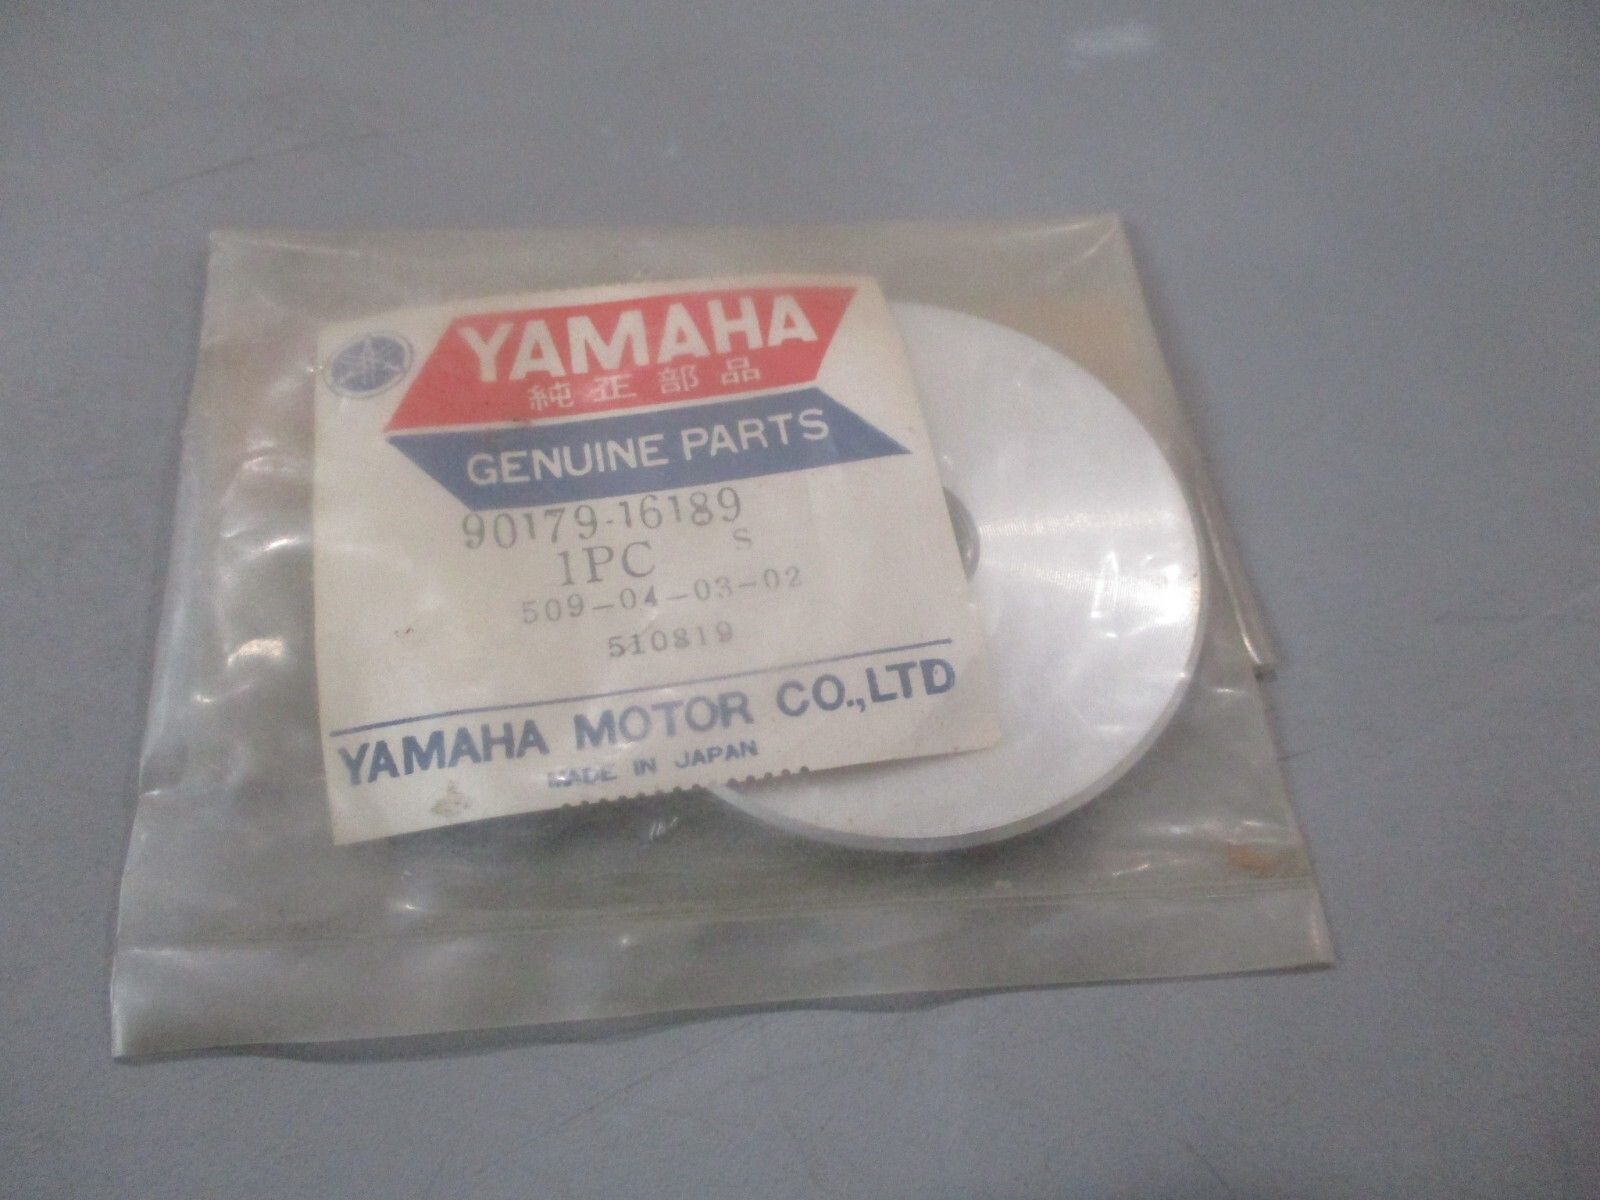 YAMAHA
純正部品
GENUINE PARTS
90179-16189
1PC S
509-04-03-02
510819
YAMAHA MOTOR CO.,LTD
MADE IN JAPAN